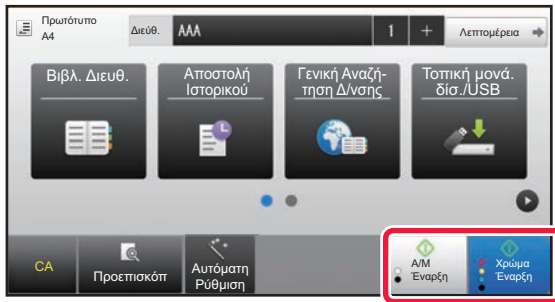 Πρωτότυπο
A4
Διεύθ.
AAA
1
+
Λεπτομέρεια
Βιβλ. Διευθ.
Αποστολή
Ιστορικού
Γενική Αναζή-
τηση Δ/νσης
Τοπική μονά.
δίσ./USB
CA
Προεπισκόπ
Αυτόματη
Ρύθμιση
Α/Μ
Έναρξη
Χρώμα
Έναρξη